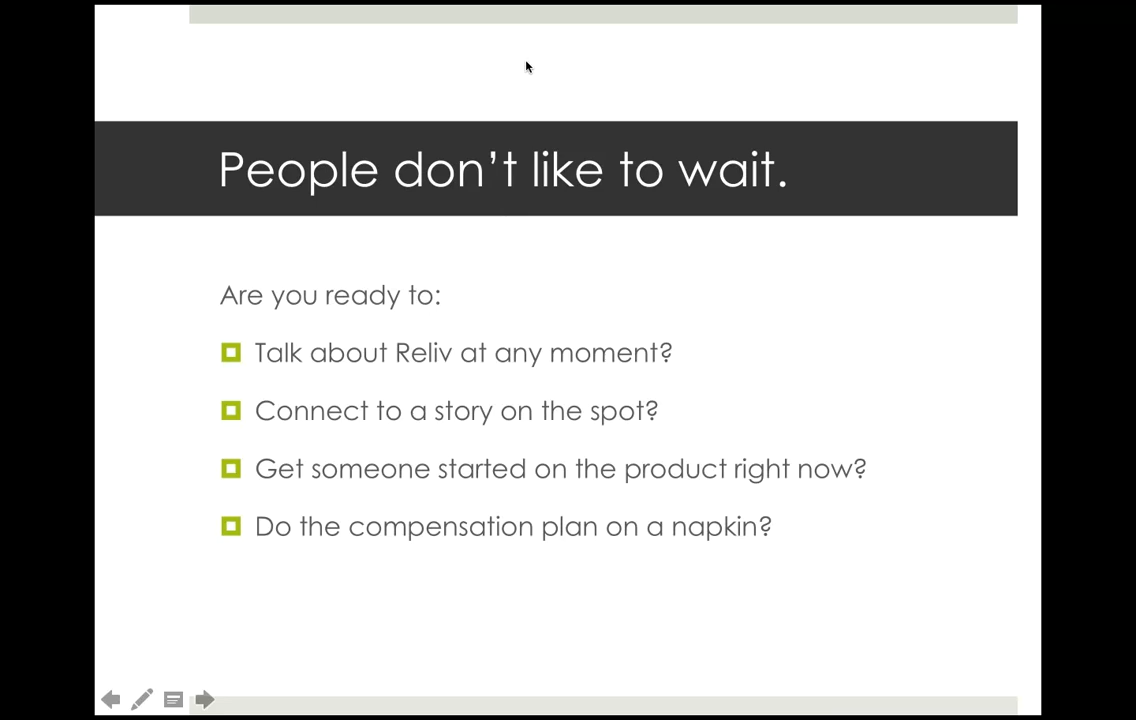 People don’t like to wait.
Are you ready to:
Talk about Reliv at any moment?
Connect to a story on the spot?
Get someone started on the product right now?
Do the compensation plan on a napkin?